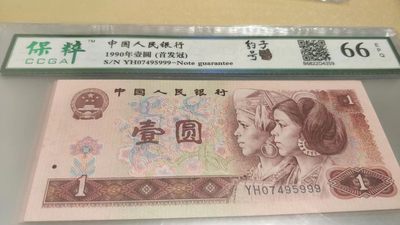 保粹
CCGA
TM
中国人民银行
1990年壹圆 (首发冠)
S/N YH07495999-Note guarantee
豹子
号
66
EPQ
中国人民银行
壹圆
1
1
1
YH07495999